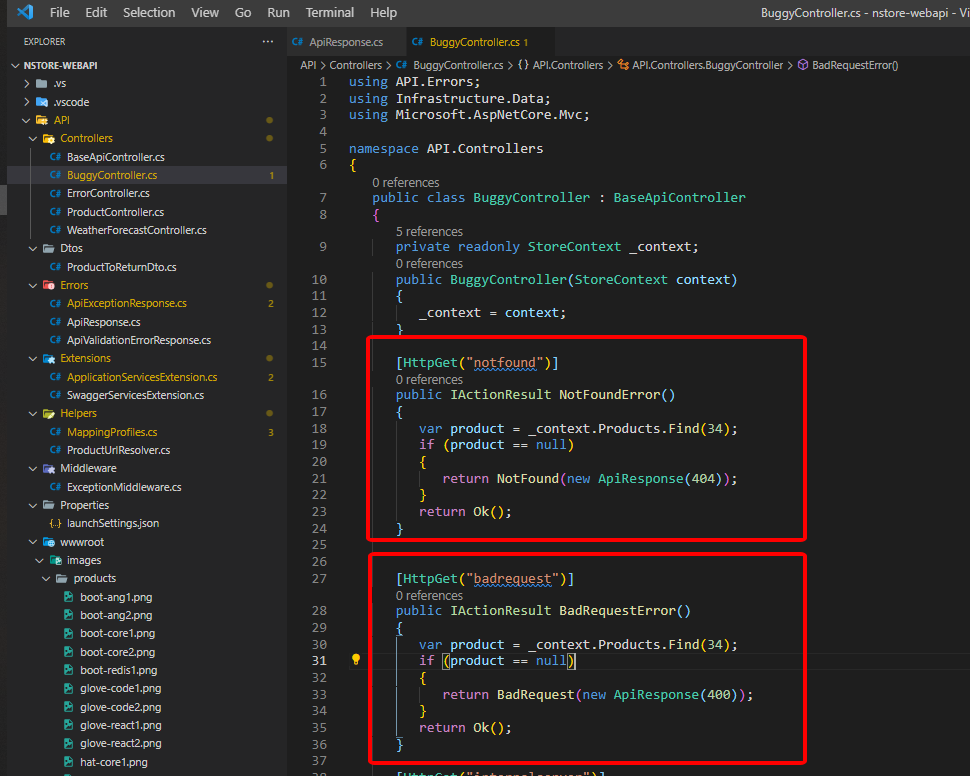 File Edit Selection View Go Run Terminal Help BuggyController.cs - nstore-webapi - Vi
EXPLORER ···
NSTORE-WEBAPI
.vs
.vscode
API
Controllers
C# BaseApiController.cs
C# BuggyController.cs 1
C# ErrorController.cs
C# ProductController.cs
C# WeatherForecastController.cs
Dtos
C# ProductToReturnDto.cs
Errors
C# ApiExceptionResponse.cs 2
C# ApiResponse.cs
C# ApiValidationErrorResponse.cs
Extensions
C# ApplicationServicesExtension.cs 2
C# SwaggerServicesExtension.cs
Helpers
C# MappingProfiles.cs 3
C# ProductUrlResolver.cs
Middleware
C# ExceptionMiddleware.cs
Properties
{..} launchSettings.json
wwwroot
images
products
boot-ang1.png
boot-ang2.png
boot-core1.png
boot-core2.png
boot-redis1.png
glove-code1.png
glove-code2.png
glove-react1.png
glove-react2.png
hat-core1.png
C# ApiResponse.cs C# BuggyController.cs 1
API > Controllers > C# BuggyController.cs > {} API.Controllers > API.Controllers.BuggyController > BadRequestError()
1 using API.Errors;
2 using Infrastructure.Data;
3 using Microsoft.AspNetCore.Mvc;
4
5 namespace API.Controllers
6 {
0 references
7 public class BuggyController : BaseApiController
8 {
5 references
9 private readonly StoreContext _context;
0 references
10 public BuggyController(StoreContext context)
11 {
12 _context = context;
13 }
14
15 [HttpGet("notfound")]
0 references
16 public IActionResult NotFoundError()
17 {
18 var product = _context.Products.Find(34);
19 if (product == null)
20 {
21 return NotFound(new ApiResponse(404));
22 }
23 return Ok();
24 }
25
26
27 [HttpGet("badrequest")]
0 references
28 public IActionResult BadRequestError()
29 {
30 var product = _context.Products.Find(34);
31 if (product == null)
32 {
33 return BadRequest(new ApiResponse(400));
34 }
35 return Ok();
36 }
37
38 [HttpGet("internalserver")]